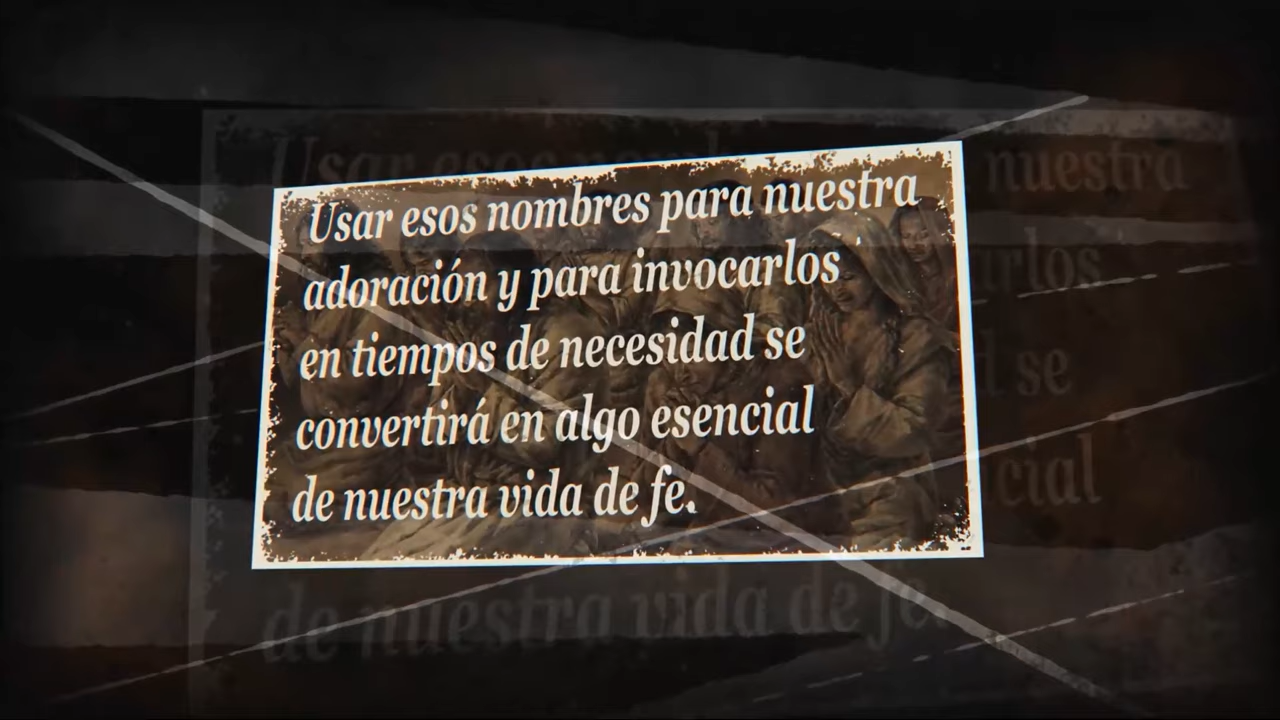 Usar esos nombres para nuestra
adoración y para invocarlos
en tiempos de necesidad se
convertirá en algo esencial
de nuestra vida de fe.